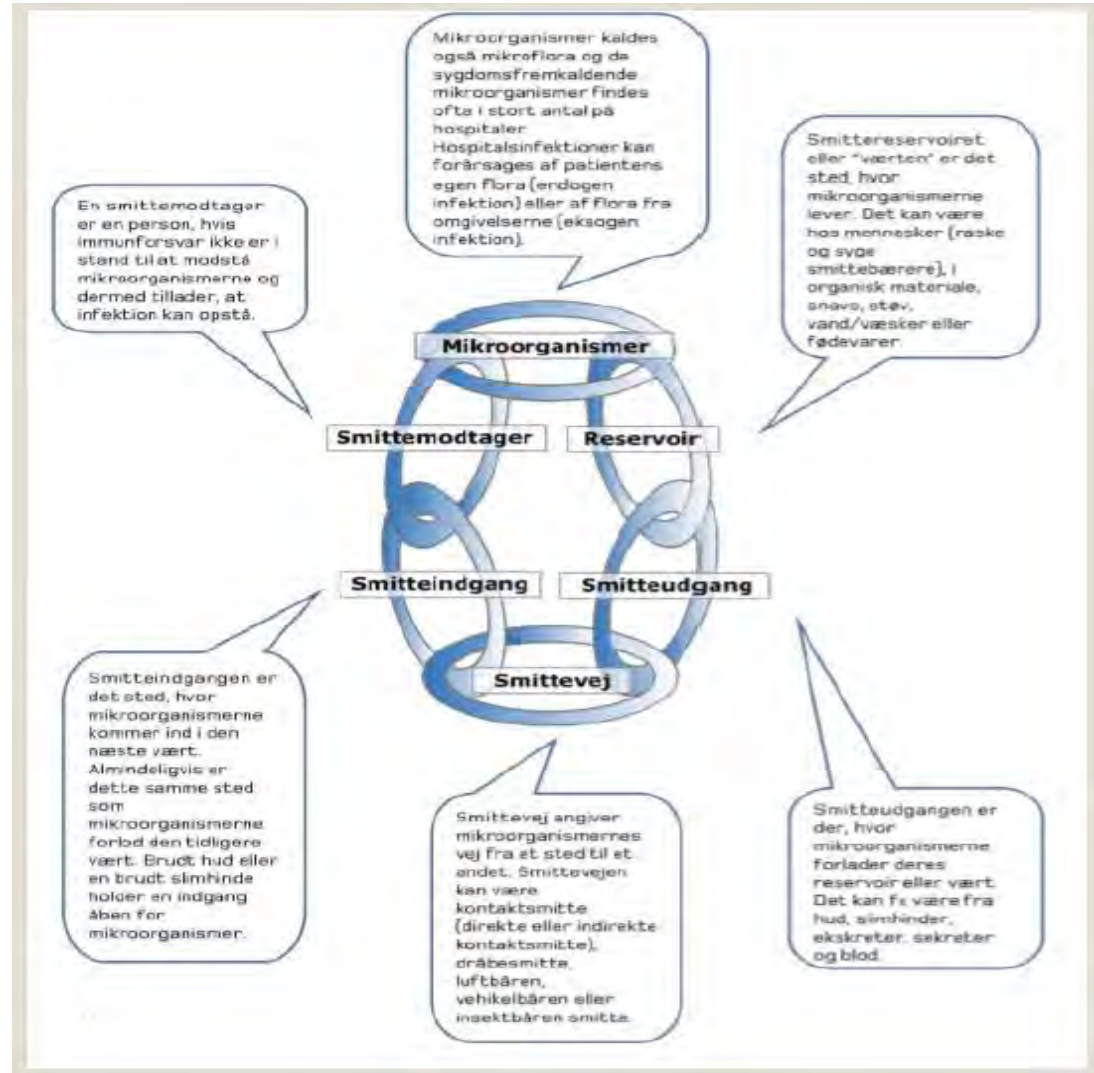 Mikroorganismer kaldes
også mikroflora og de
sygdomsfremkaldende
mikroorganismer findes
ofte i stort antal på
hospitaler
Hospitalsinfektioner kan
forårsages af patientens
egen flora (endogen
infektion) eller af flora fra
omgivelserne (eksogen
infektion).
Smittereservoiret
eller "værten" er det
sted, hvor
mikroorganismerne
lever. Det kan være
hos mennesker (raske
og syge
smittebærere), i
organisk materiale,
snavs, støv,
vand/væsker eller
fødevarer.
En smittemodtager
er en person, hvis
immunforsvar ikke er i
stand til at modstå
mikroorganismerne og
dermed tillader, at
infektion kan opstå.
Mikroorganismer
Smittemodtager
Reservoir
Smitteindgang
Smitteudgang
Smittevej
Smitteindgangen er
det sted, hvor
mikroorganismerne
kommer ind i den
næste vært.
Almindeligvis er
dette samme sted
som
mikroorganismerne
forlod den tidligere
vært. Brudt hud eller
en brudt slimhinde
holder en indgang
åben for
mikroorganismer.
Smittevej angiver
mikroorganismernes
vej fra et sted til et
andet. Smittevejen
kan være
kontaktsmitte
(direkte eller indirekte
kontaktsmitte),
dråbesmitte,
luftbåren,
vehikelbåren eller
insektbåren smitte.
Smitteudgangen er
der, hvor
mikroorganismerne
forlader deres
reservoir eller vært.
Det kan fx være fra
hud, slimhinder,
ekskreter, sekreter
og blod.